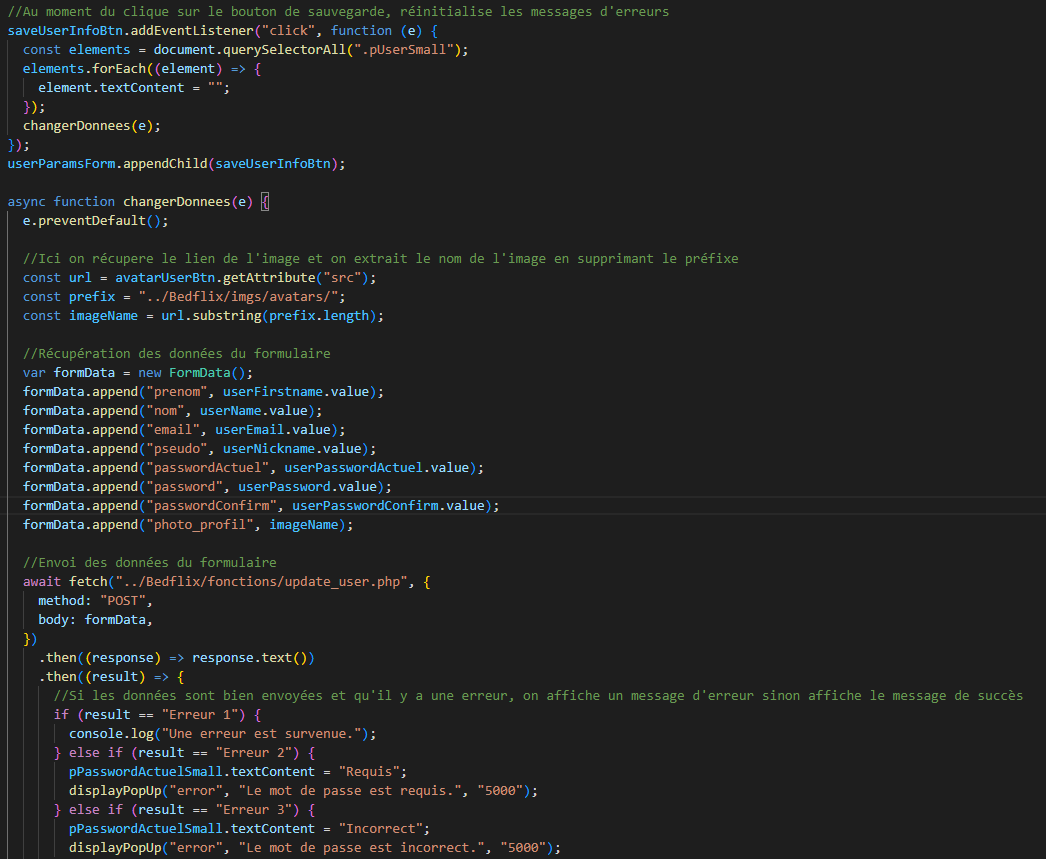 //Au moment du clique sur le bouton de sauvegarde, réinitialise les messages d'erreurs
saveUserInfoBtn.addEventListener("click", function (e) {
  const elements = document.querySelectorAll(".pUserSmall");
  elements.forEach((element) => {
    element.textContent = "";
  });
  changerDonnees(e);
});
userParamsForm.appendChild(saveUserInfoBtn);

async function changerDonnees(e) {
  e.preventDefault();

  //Ici on récupere le lien de l'image et on extrait le nom de l'image en supprimant le préfixe
  const url = avatarUserBtn.getAttribute("src");
  const prefix = "../Bedflix/imgs/avatars/";
  const imageName = url.substring(prefix.length);

  //Récupération des données du formulaire
  var formData = new FormData();
  formData.append("prenom", userFirstname.value);
  formData.append("nom", userName.value);
  formData.append("email", userEmail.value);
  formData.append("pseudo", userNickname.value);
  formData.append("passwordActuel", userPasswordActuel.value);
  formData.append("password", userPassword.value);
  formData.append("passwordConfirm", userPasswordConfirm.value);
  formData.append("photo_profil", imageName);

  //Envoi des données du formulaire
  await fetch("../Bedflix/fonctions/update_user.php", {
    method: "POST",
    body: formData,
  })
    .then((response) => response.text())
    .then((result) => {
      //Si les données sont bien envoyées et qu'il y a une erreur, on affiche un message d'erreur sinon affiche le message de succès
      if (result == "Erreur 1") {
        console.log("Une erreur est survenue.");
      } else if (result == "Erreur 2") {
        pPasswordActuelSmall.textContent = "Requis";
        displayPopUp("error", "Le mot de passe est requis.", "5000");
      } else if (result == "Erreur 3") {
        pPasswordActuelSmall.textContent = "Incorrect";
        displayPopUp("error", "Le mot de passe est incorrect.", "5000");